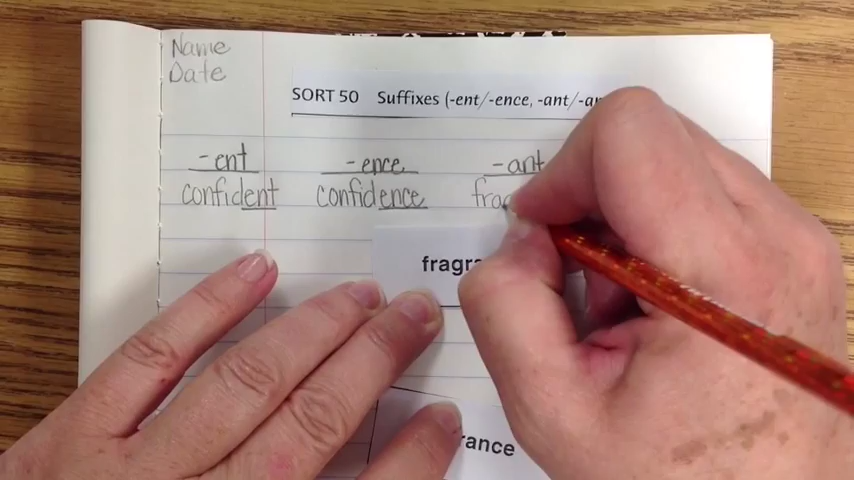 Name
Date
SORT 50 Suffixes (-ent/-ence, -ant/-an
-ent -ence -ant
confident confidence frag
fragra
rance